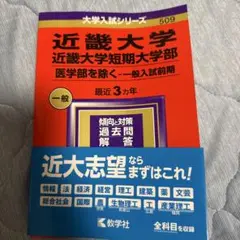 大学入試シリーズ
509
近畿大学
近畿大学短期大学部
医学部を除く-一般入試前期
一般
最近3カ年
傾向と対策
過去問
解答
近大志望なら
まずはこれ!
情報 法 経済 経営 理工 建築 薬 文芸
総合社会 国際 農 生物理工 工 産業理工
教学社
全科目を収載